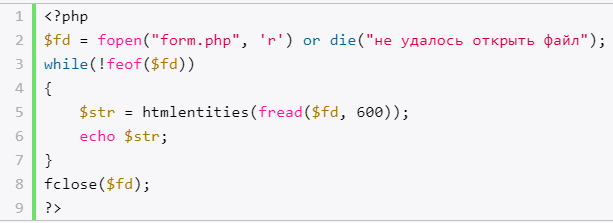 1 <?php
2 $fd = fopen("form.php", 'r') or die("не удалось открыть файл");
3 while(!feof($fd))
4 {
5     $str = htmlentities(fread($fd, 600));
6     echo $str;
7 }
8 fclose($fd);
9 ?>